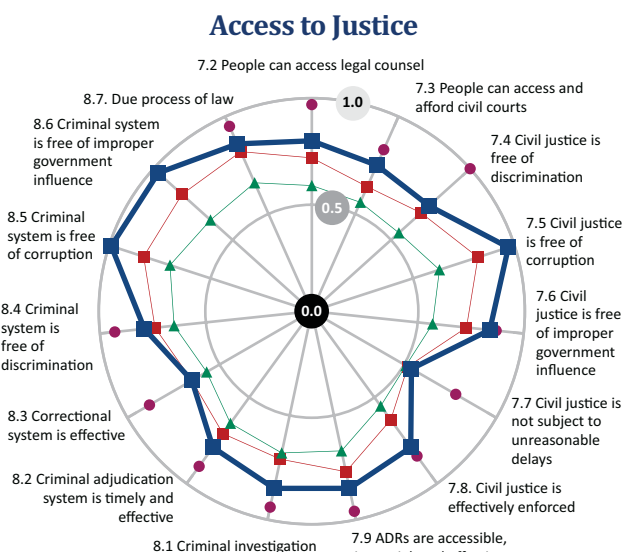 Access to Justice
7.2 People can access legal counsel
8.7. Due process of law
1.0
7.3 People can access and
afford civil courts
8.6 Criminal system
is free of improper
government
influence
7.4 Civil justice is
free of
discrimination
0.5
8.5 Criminal
system is free
of corruption
7.5 Civil justice
is free of
corruption
0.0
8.4 Criminal
system is
free of
discrimination
7.6 Civil
justice is free
of improper
government
influence
8.3 Correctional
system is effective
7.7 Civil justice is
not subject to
unreasonable
delays
8.2 Criminal adjudication
system is timely and
effective
7.8. Civil justice is
effectively enforced
8.1 Criminal investigation
7.9 ADRs are accessible,